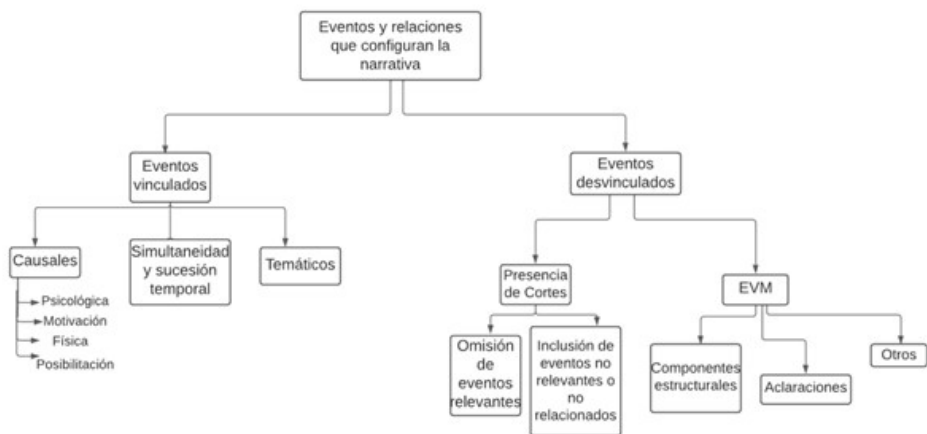 Eventos y relaciones
que configuran la
narrativa
Eventos
vinculados
Eventos
desvinculados
Causales
Simultaneidad
y sucesión
temporal
Temáticos
Psicológica
Motivación
Física
Posibilitación
Presencia
de Cortes
EVM
Omisión
de
eventos
relevantes
Inclusión de
eventos no
relevantes o
no
relacionados
Componentes
estructurales
Aclaraciones
Otros